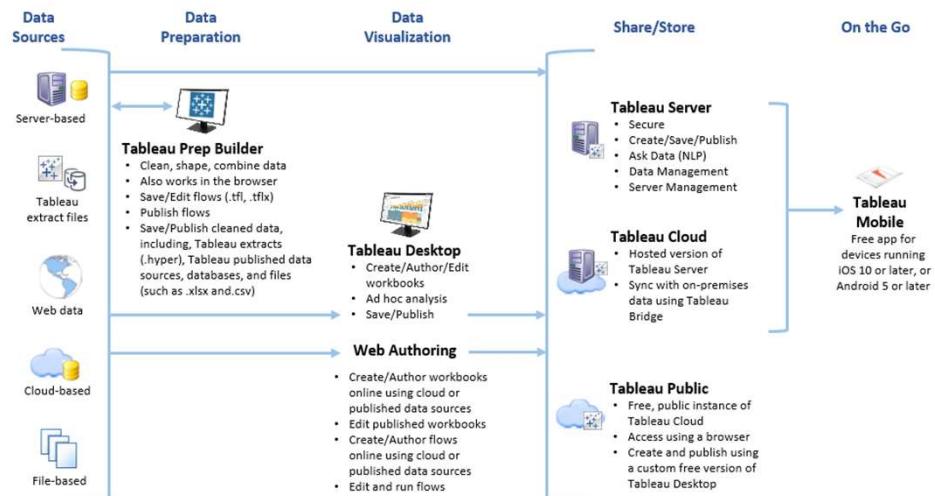 Data
Sources
Data
Preparation
Data
Visualization
Share/Store
On the Go
Server-based
Tableau
extract files
Web data
Cloud-based
File-based
Tableau Prep Builder
• Clean, shape, combine data
• Also works in the browser
• Save/Edit flows (.tfl, .tflx)
• Publish flows
• Save/Publish cleaned data,
including, Tableau extracts
(.hyper), Tableau published data
sources, databases, and files
(such as .xlsx and.csv)
Tableau Desktop
• Create/Author/Edit
workbooks
• Ad hoc analysis
• Save/Publish
Web Authoring
• Create/Author workbooks
online using cloud or
published data sources
• Edit published workbooks
• Create/Author flows
online using cloud or
published data sources
• Edit and run flows
Tableau Server
• Secure
• Create/Save/Publish
• Ask Data (NLP)
• Data Management
• Server Management
Tableau Cloud
• Hosted version of
Tableau Server
• Sync with on-premises
data using Tableau
Bridge
Tableau Public
• Free, public instance of
Tableau Cloud
• Access using a browser
• Create and publish using
a custom free version of
Tableau Desktop
Tableau
Mobile
Free app for
devices running
iOS 10 or later, or
Android 5 or later